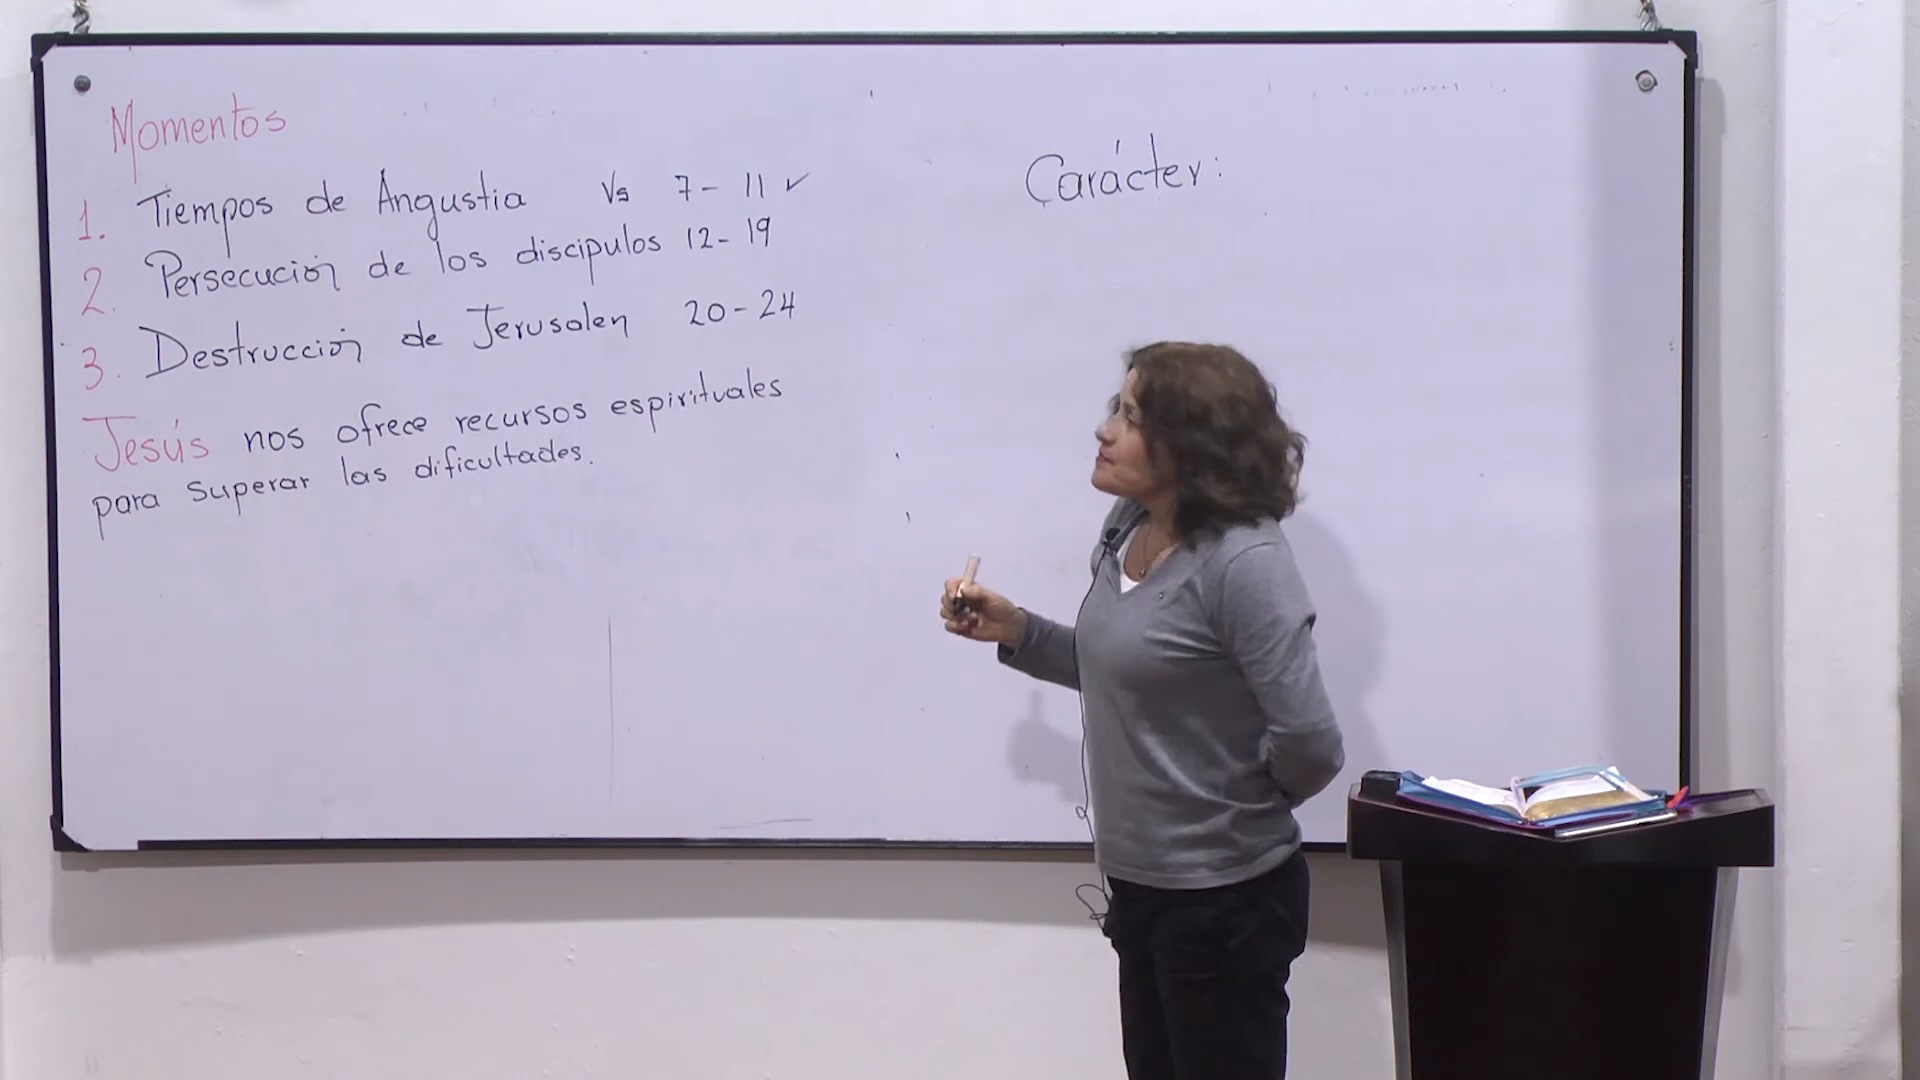 Momentos
1. Tiempos de Angustia Vs 7 - 11 ✓
2. Persecución de los discipulos 12 - 19
3. Destrucción de Jerusalen 20 - 24
Jesús nos ofrece recursos espirituales
para superar las dificultades.
Carácter: